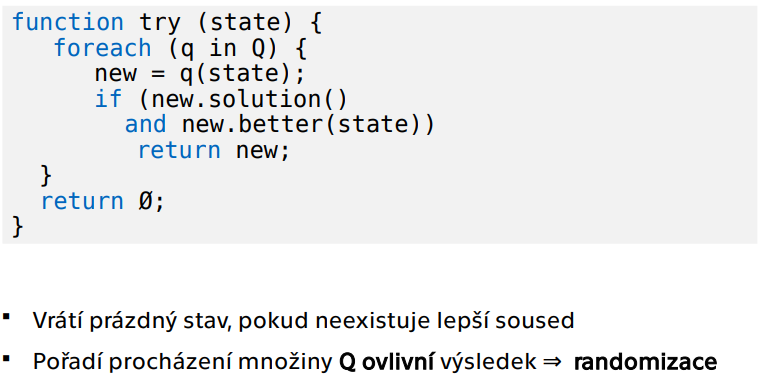 function try (state) {
foreach (q in Q) {
new = q(state);
if (new.solution()
and new.better(state))
return new;
}
return Ø;
}
▪ Vrátí prázdný stav, pokud neexistuje lepší soused
▪ Pořadí procházení množiny Q ovlivní výsledek ⇒ randomizace